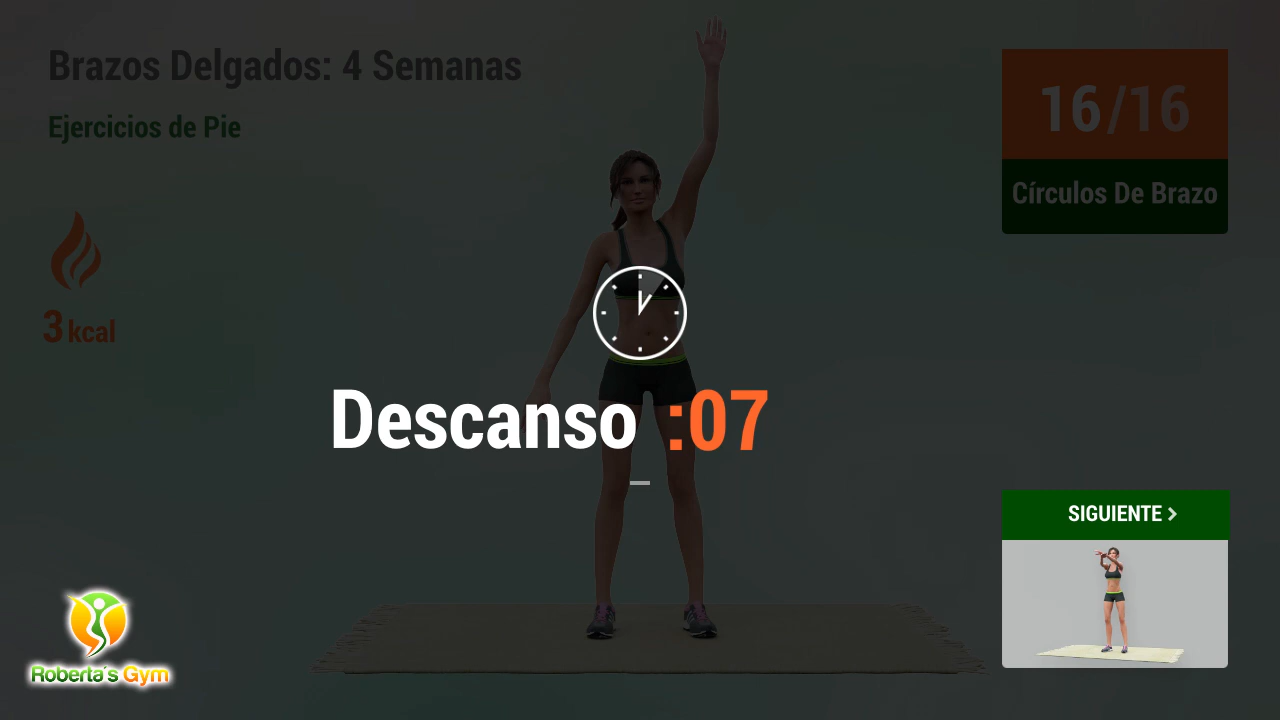 Brazos Delgados: 4 Semanas
Ejercicios de Pie
16/16
Círculos De Brazo
3 kcal
Descanso :07
SIGUIENTE >
Roberta´s Gym